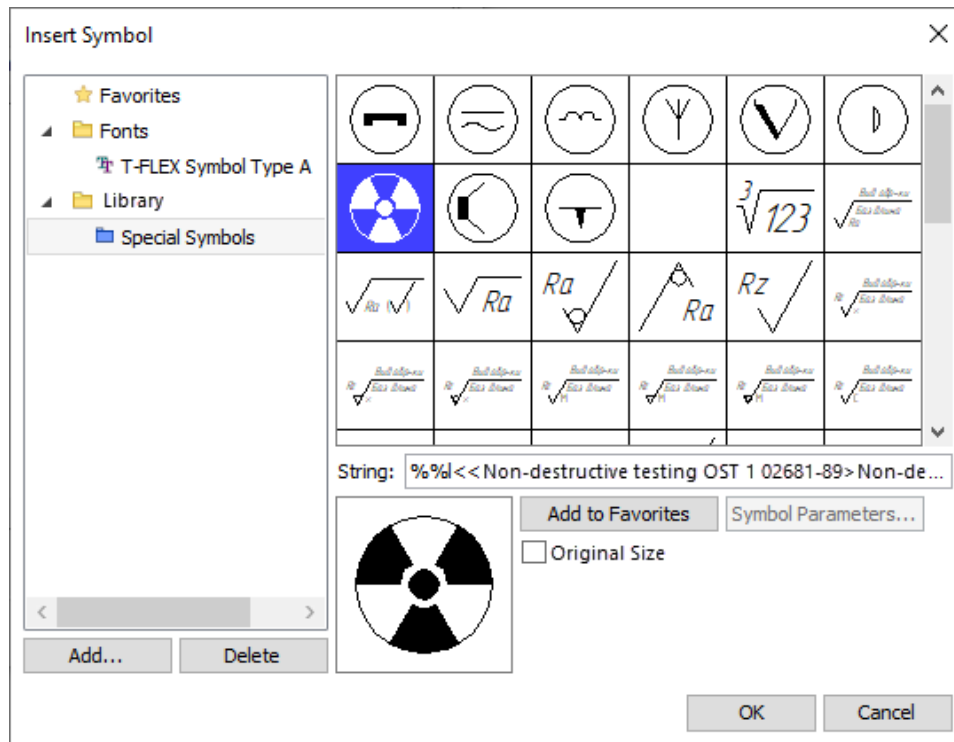 Insert Symbol
Favorites
Fonts
T-FLEX Symbol Type A
Library
Special Symbols
3 123
Ra
Ra
Ra
Ra
Ra
Rz
String: %%l<<Non-destructive testing OST 1 02681-89>Non-de...
Add to Favorites Symbol Parameters...
Original Size
Add... Delete
OK Cancel